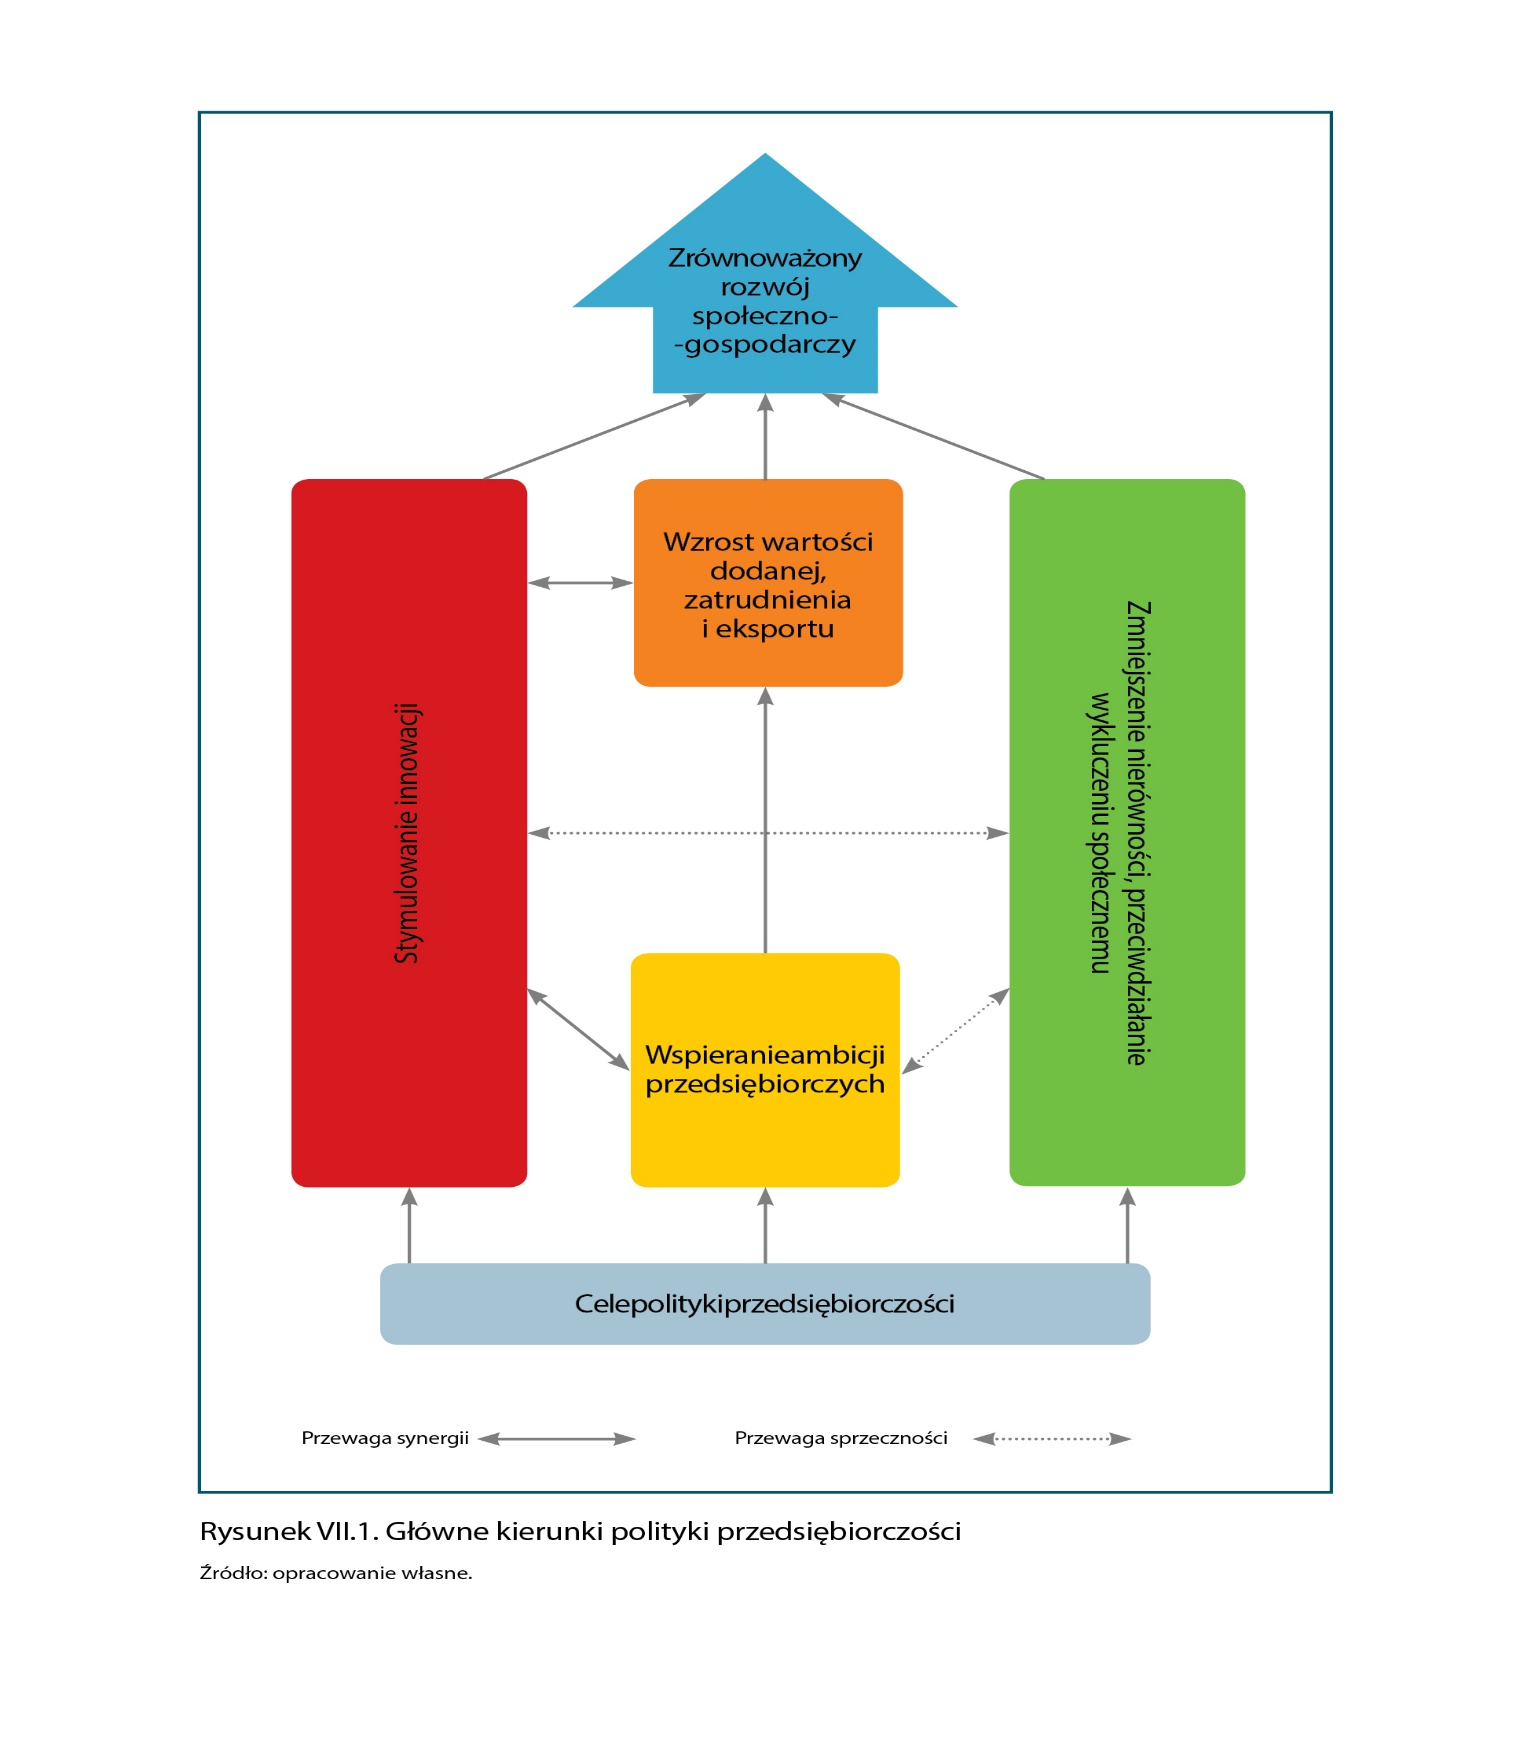 Zrównoważony
rozwój
społeczno-
-gospodarczy
Wzrost wartości
dodanej,
zatrudnienia
i eksportu
Stymulowanie innowacji
Zmniejszenie nierówności, przeciwdziałanie
wykluczeniu społecznemu
Wspieranieambicji
przedsiębiorczych
Celepolitykiprzedsiębiorczości
Przewaga synergii
Przewaga sprzeczności
Rysunek VII.1. Główne kierunki polityki przedsiębiorczości
Źródło: opracowanie własne.